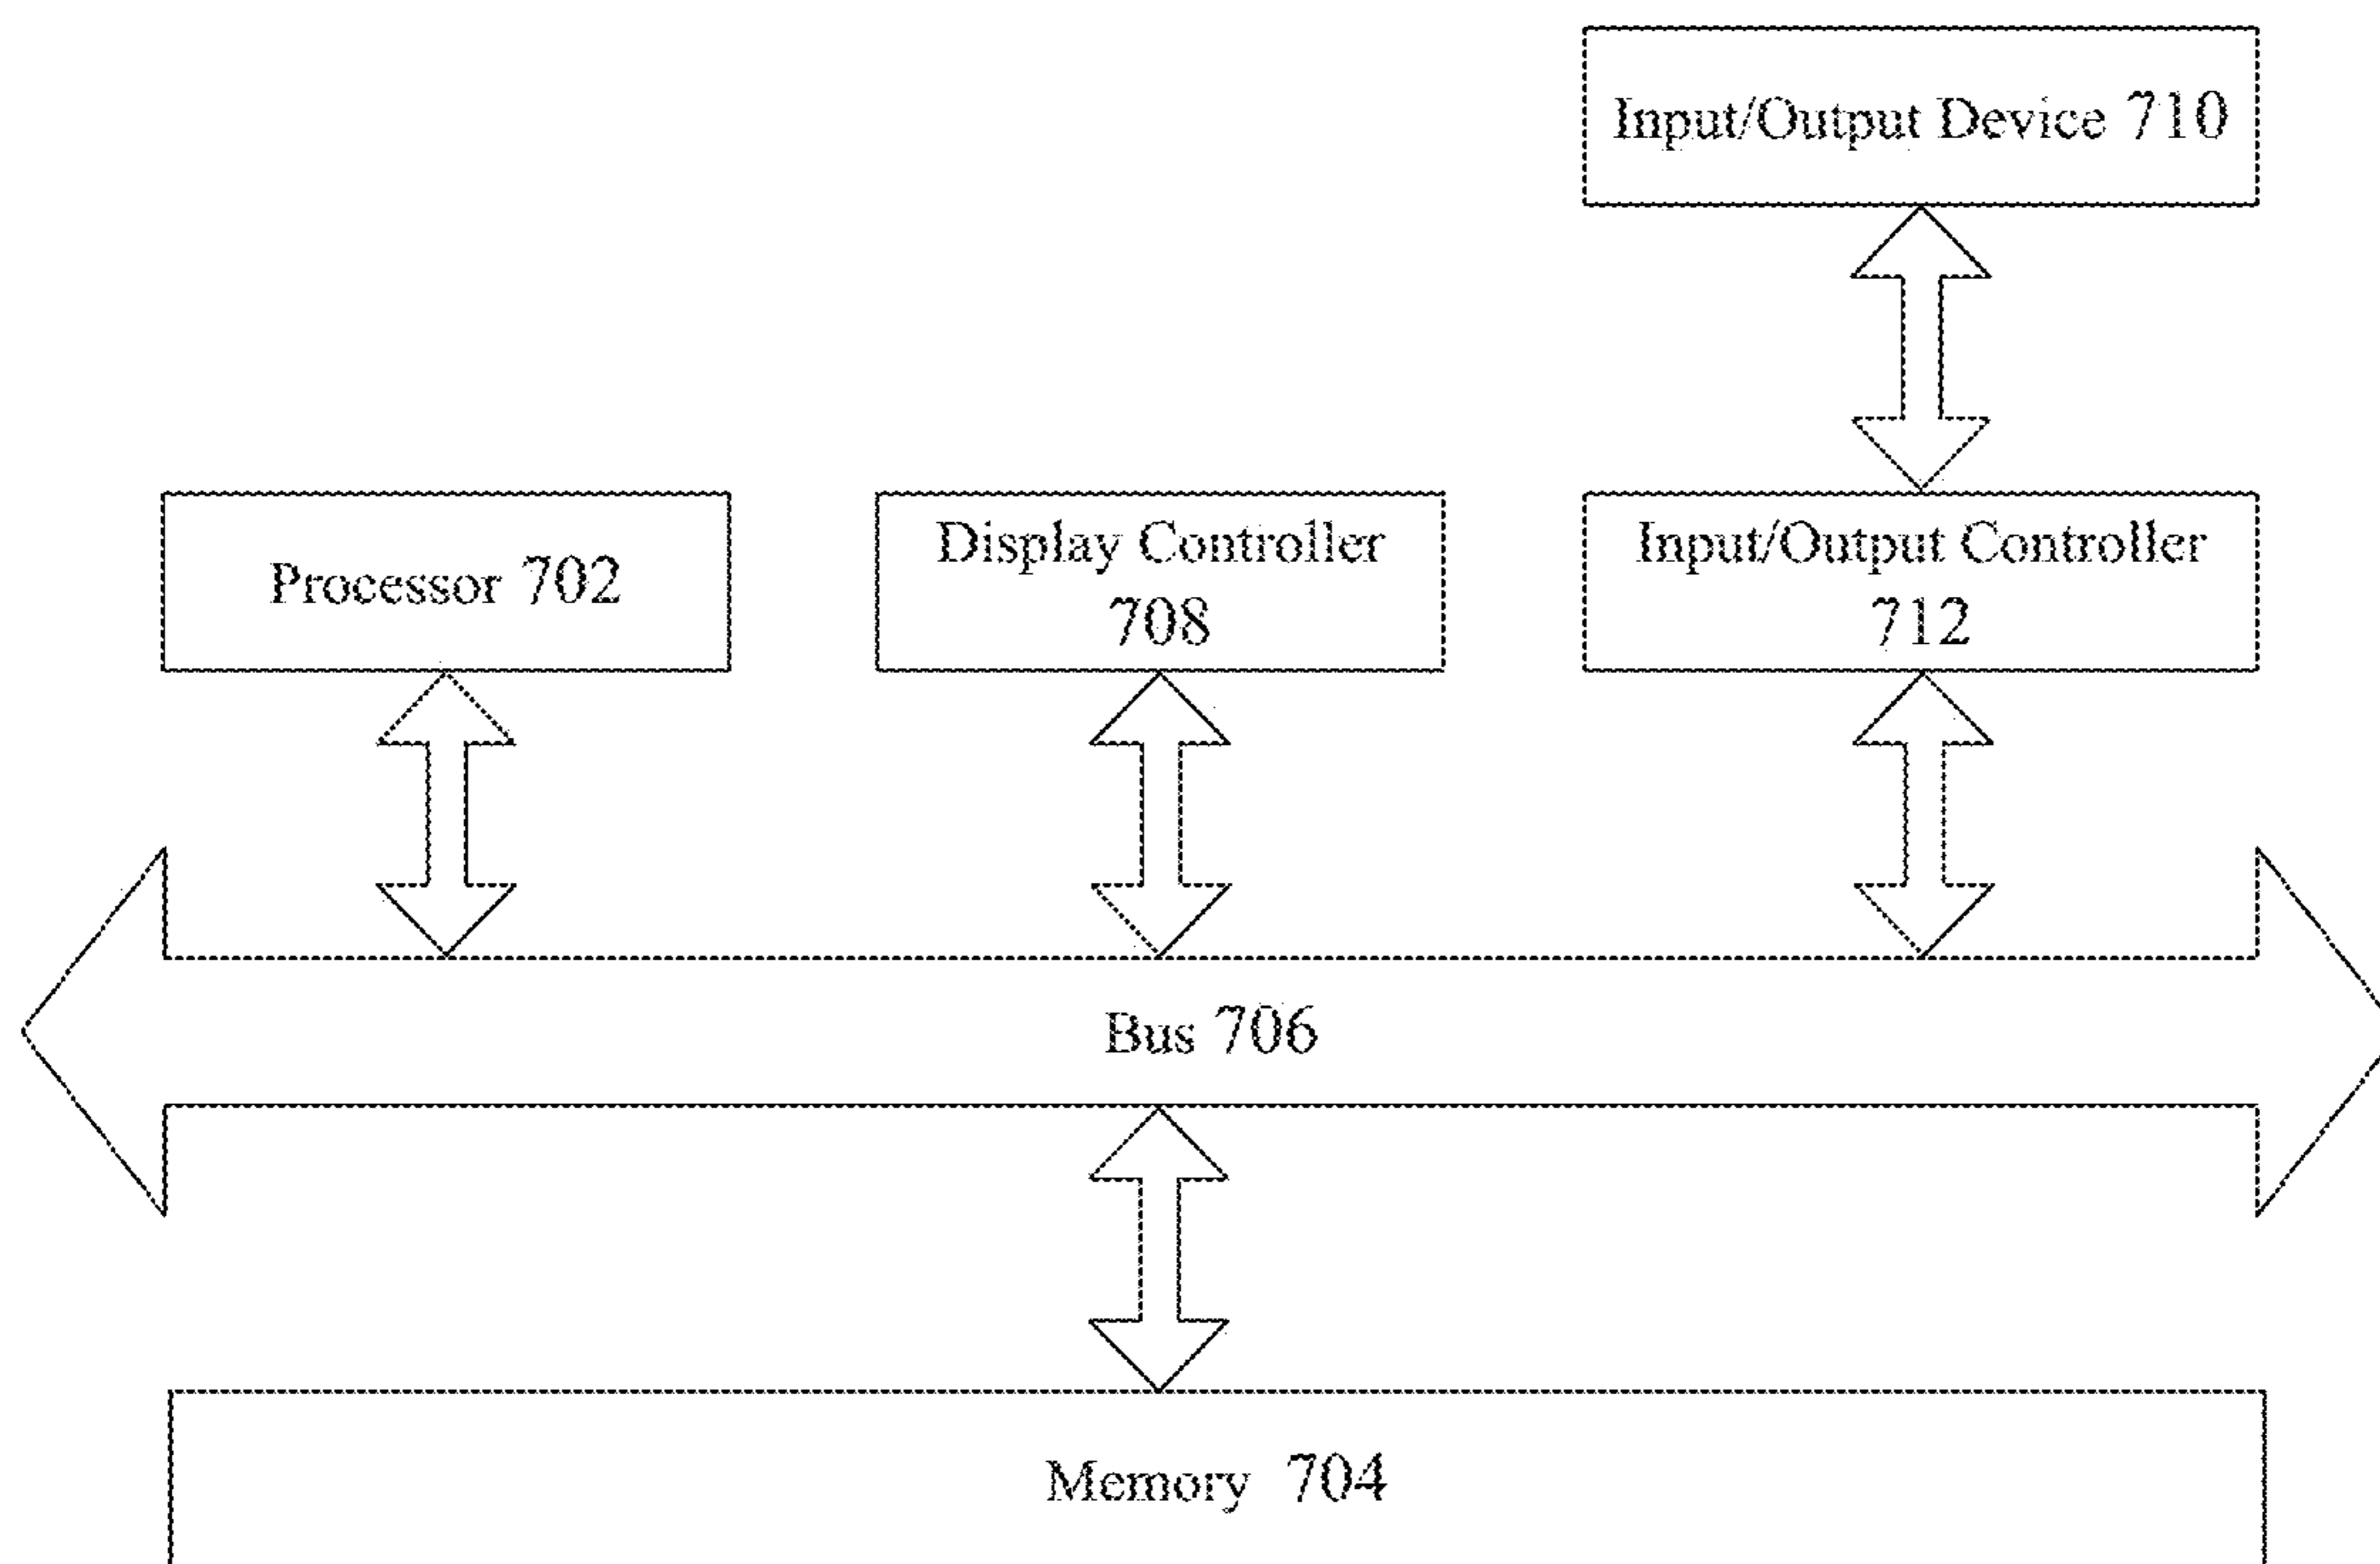 Input/Output Device 710
Processor 702
Display Controller
708
Input/Output Controller
712
Bus 706
Memory 704